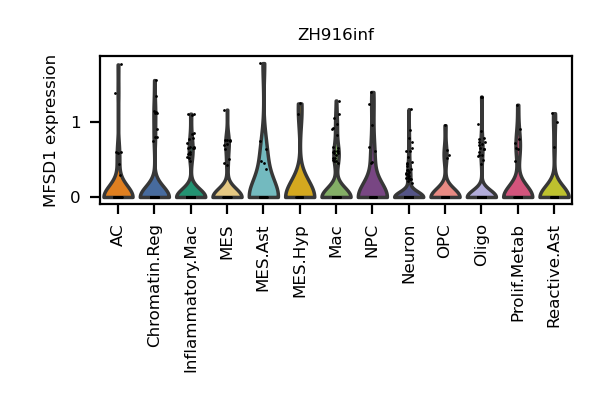 ZH916inf
MFSD1 expression
1
0
AC
Chromatin.Reg
Inflammatory.Mac
MES
MES.Ast
MES.Hyp
Mac
NPC
Neuron
OPC
Oligo
Prolif.Metab
Reactive.Ast